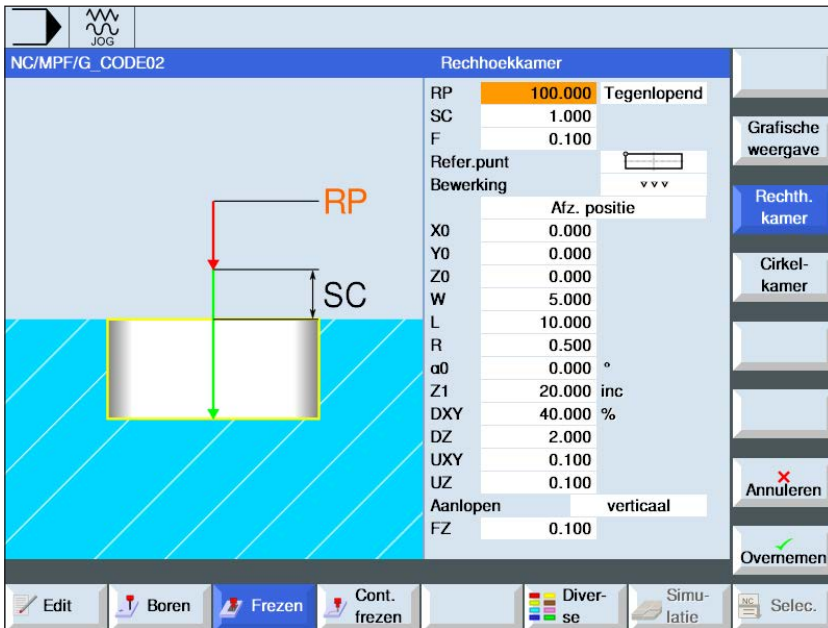 JOG
NC/MPF/G_CODE02
Rechhoekkamer
RP 100.000 Tegenlopend
SC 1.000
F 0.100
Refer.punt
Bewerking ▿▿▿
Afz. positie
X0 0.000
Y0 0.000
Z0 0.000
W 5.000
L 10.000
R 0.500
α0 0.000 °
Z1 20.000 inc
DXY 40.000 %
DZ 2.000
UXY 0.100
UZ 0.100
Aanlopen verticaal
FZ 0.100
RP
SC
Grafische
weergave
Rechth.
kamer
Cirkel-
kamer
Annuleren
Overnemen
Edit
Boren
Frezen
Cont.
frezen
Diver-
se
Simu-
latie
NC
Selec.